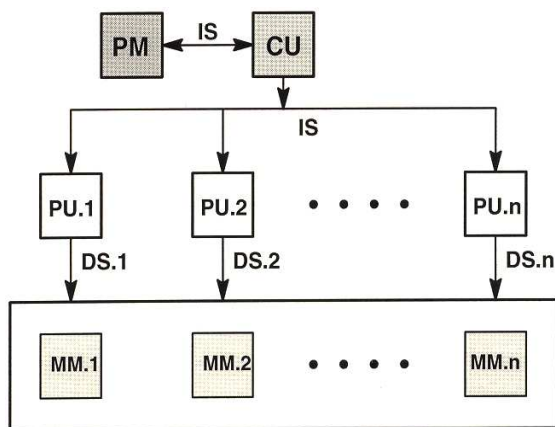 PM IS CU
IS
PU.1 PU.2 PU.n
DS.1 DS.2 DS.n
MM.1 MM.2 MM.n